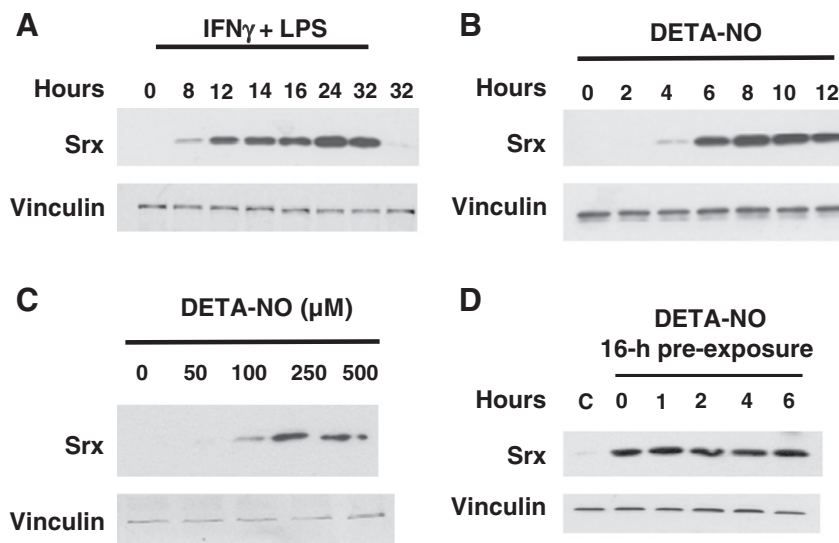 A
IFNγ + LPS
Hours 0 8 12 14 16 24 32 32
Srx
Vinculin
B
DETA-NO
Hours 0 2 4 6 8 10 12
Srx
Vinculin
C
DETA-NO (µM)
0 50 100 250 500
Srx
Vinculin
D
DETA-NO
16-h pre-exposure
Hours C 0 1 2 4 6
Srx
Vinculin